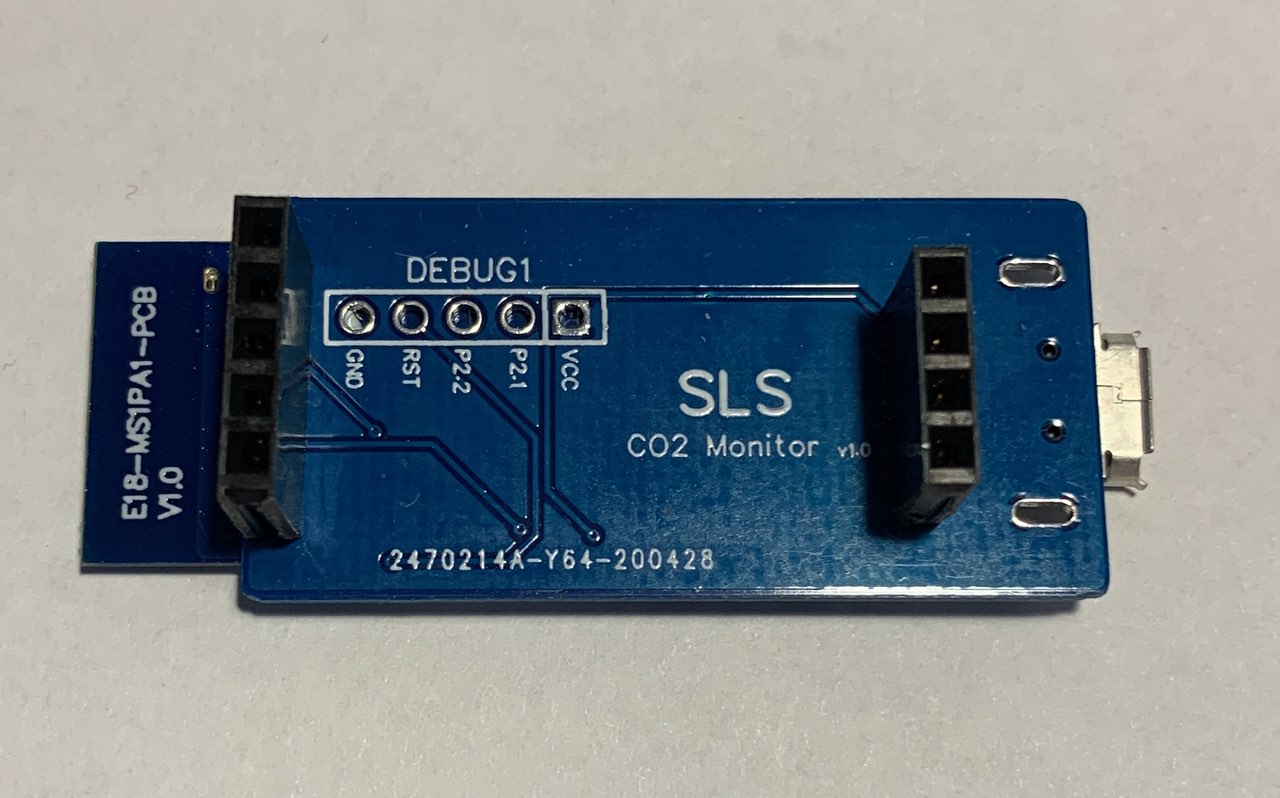 E18-MS1PA1-PCB
V1.0
DEBUG1
GND RST P2.2 P2.1 VCC
SLS
CO2 Monitor v1.0
2470214A-Y64-200428